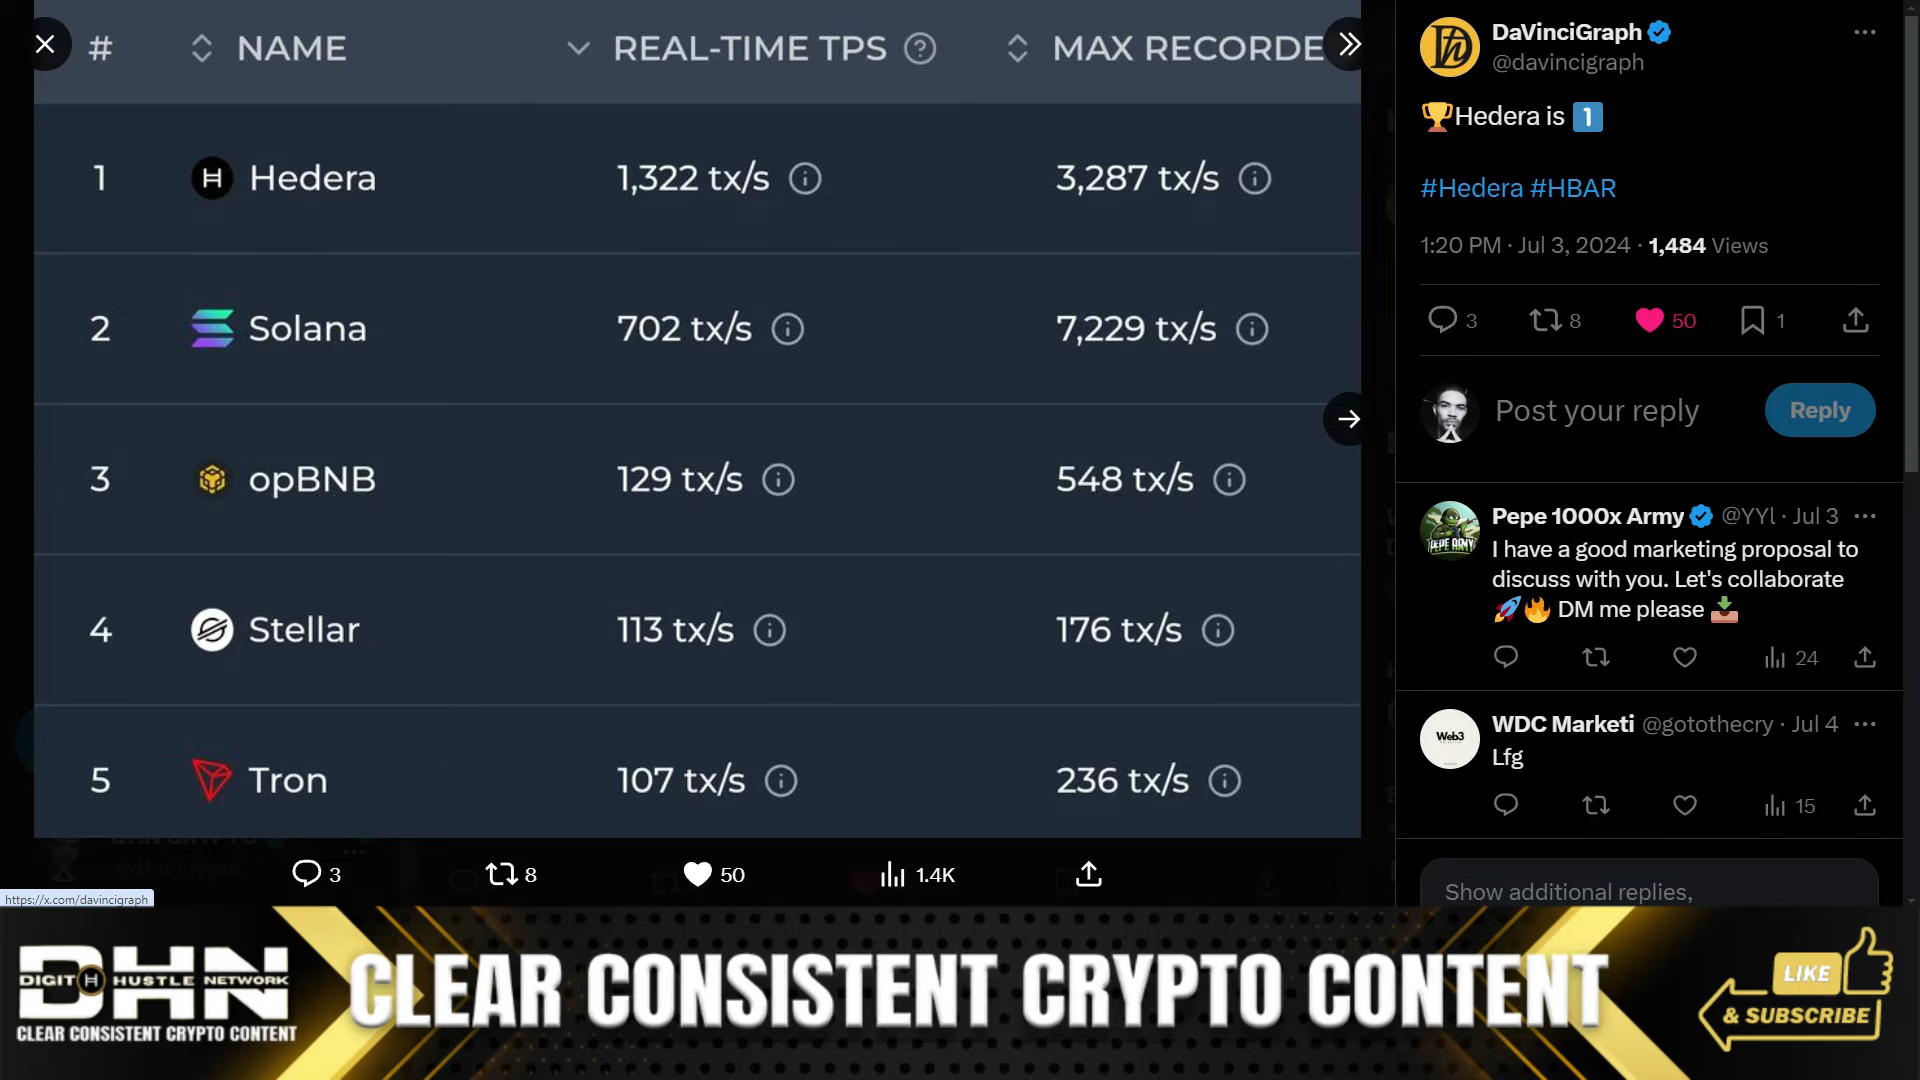 # NAME REAL-TIME TPS ? MAX RECORDE
1 H Hedera 1,322 tx/s 3,287 tx/s
2 Solana 702 tx/s 7,229 tx/s
3 opBNB 129 tx/s 548 tx/s
4 Stellar 113 tx/s 176 tx/s
5 Tron 107 tx/s 236 tx/s
3 8 50 1.4K
https://x.com/davincigraph
DaVinciGraph
@davincigraph
🏆Hedera is 1️⃣
#Hedera #HBAR
1:20 PM · Jul 3, 2024 · 1,484 Views
3 8 50 1
Post your reply Reply
Pepe 1000x Army @YYl · Jul 3
PEPE ARMY
I have a good marketing proposal to
discuss with you. Let's collaborate
🚀🔥 DM me please 📥
24
WDC Marketi @gotothecry · Jul 4
Web3
Lfg
15
Show additional replies,
DHN
DIGIT H HUSTLE NETWORK
CLEAR CONSISTENT CRYPTO CONTENT
CLEAR CONSISTENT CRYPTO CONTENT
LIKE
& SUBSCRIBE